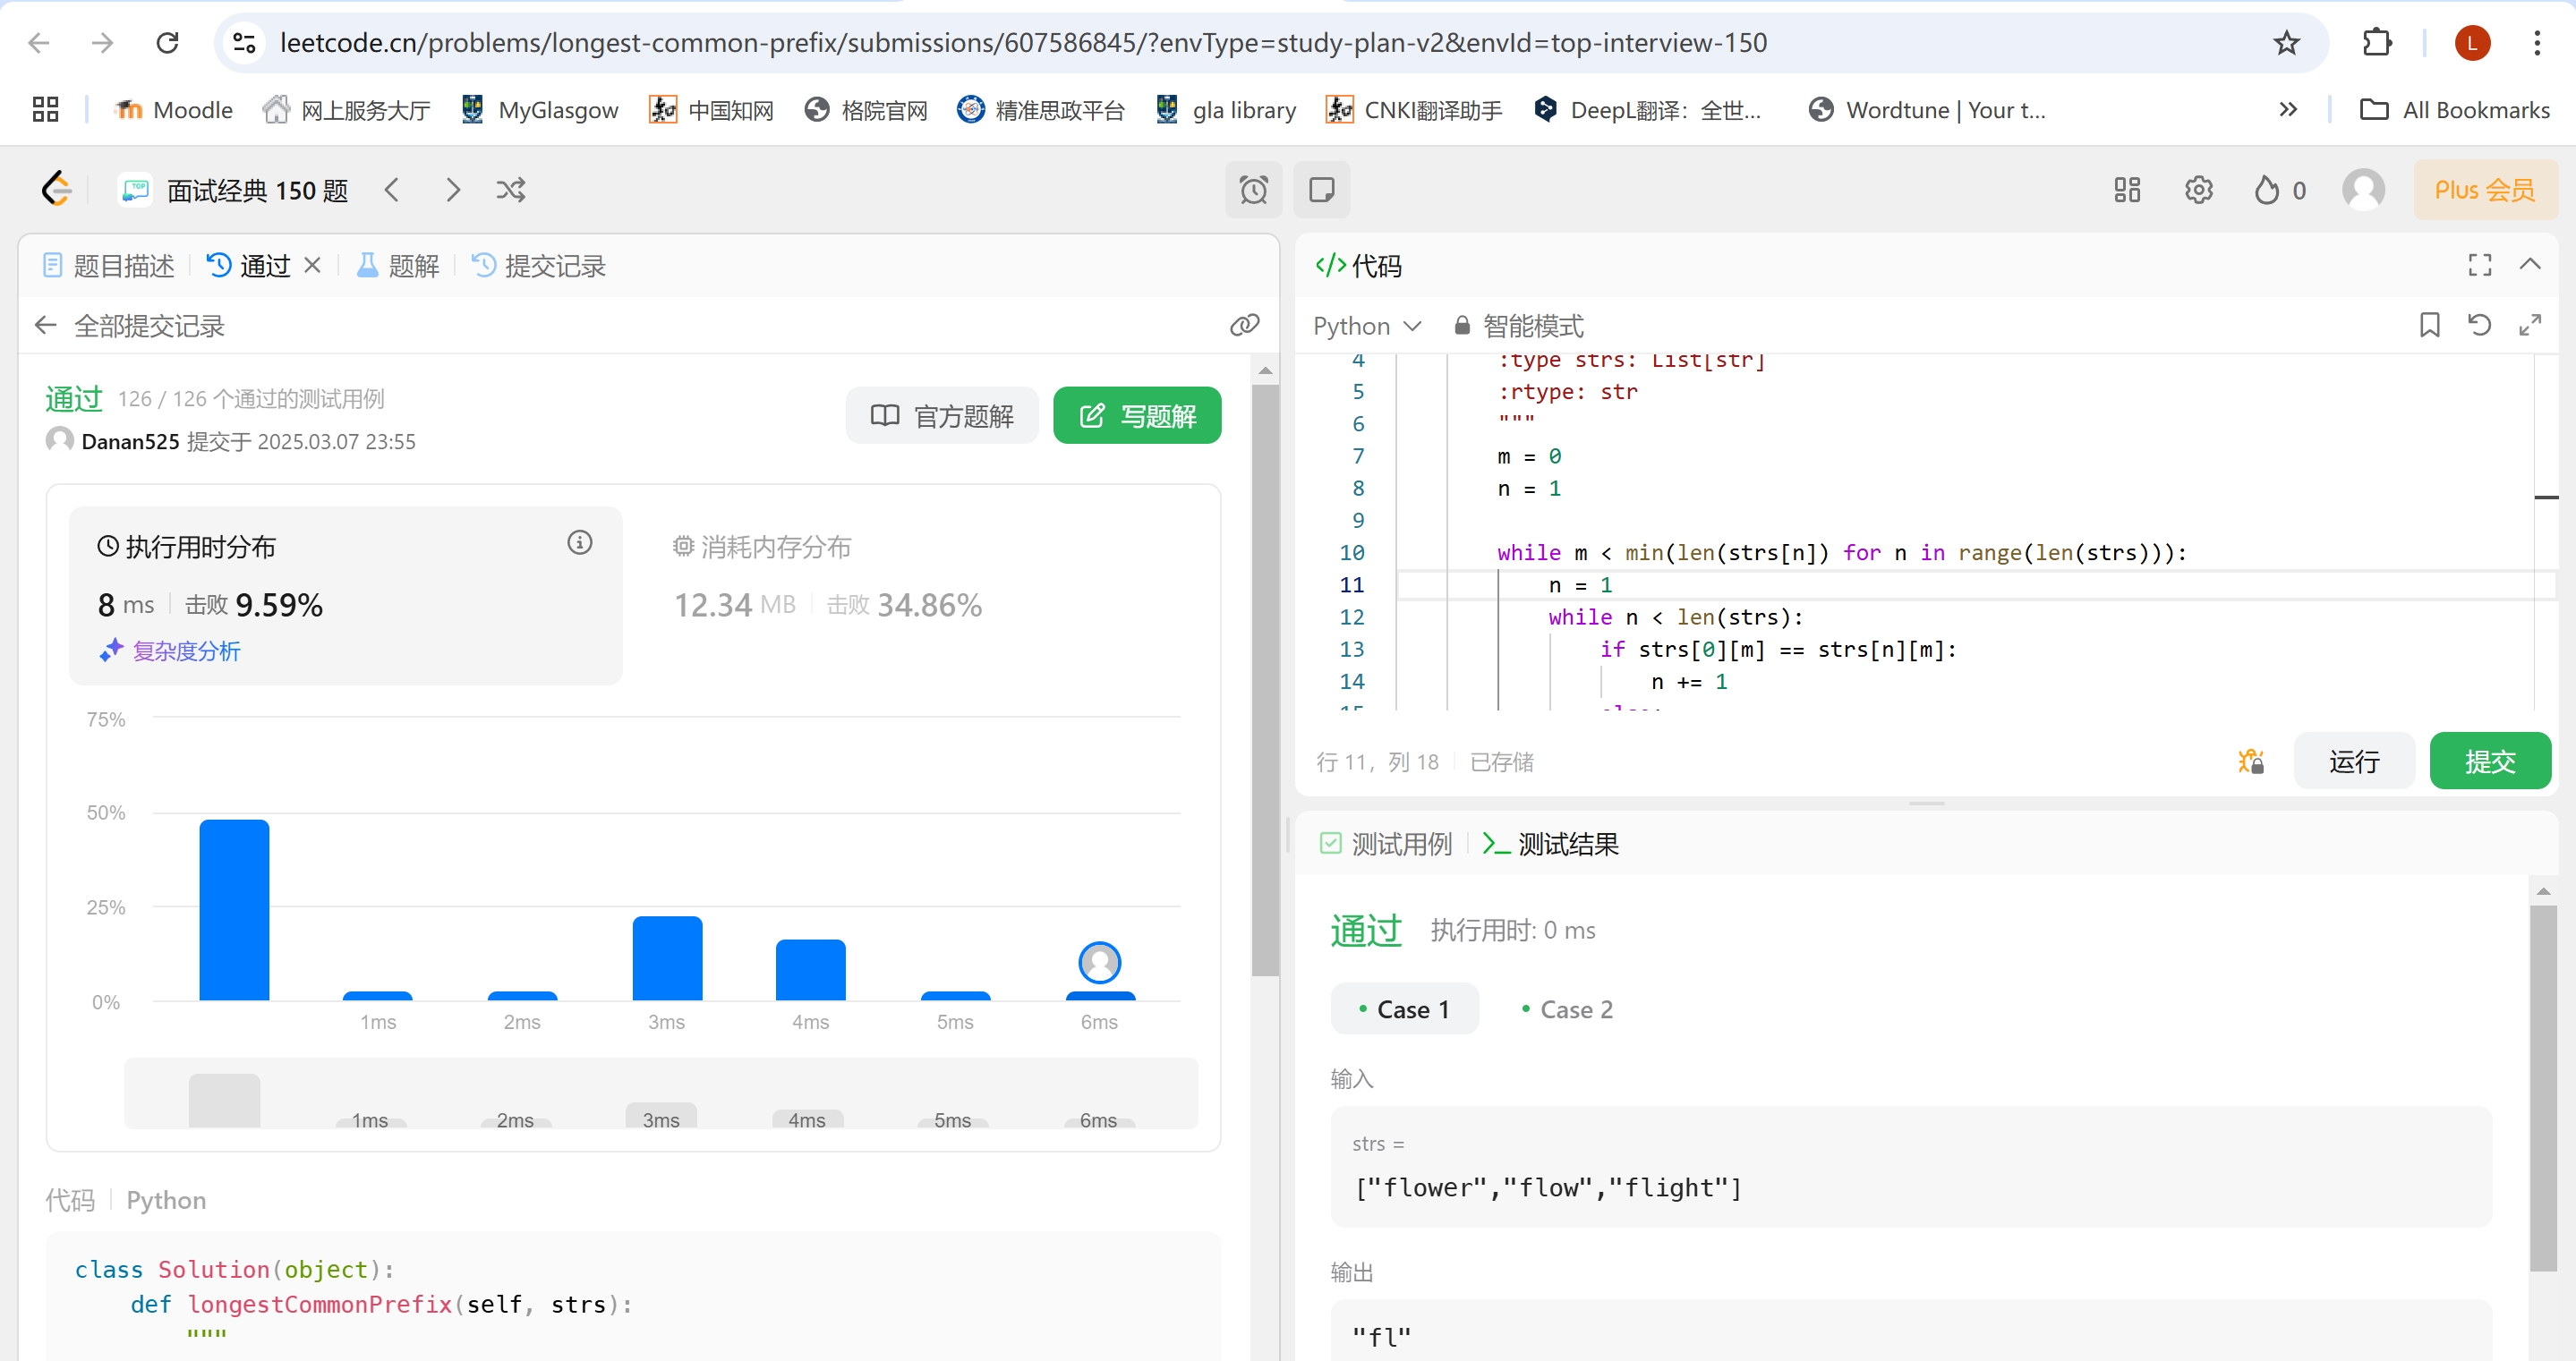 leetcode.cn/problems/longest-common-prefix/submissions/607586845/?envType=study-plan-v2&envId=top-interview-150
L
Moodle
网上服务大厅
MyGlasgow
中国知网
格院官网
精准思政平台
gla library
CNKI翻译助手
DeepL翻译：全世...
Wordtune | Your t...
All Bookmarks
面试经典 150 题
0
Plus 会员
题目描述
通过
题解
提交记录
全部提交记录
通过 126 / 126 个通过的测试用例
Danan525 提交于 2025.03.07 23:55
官方题解
写题解
执行用时分布
8 ms 击败 9.59%
复杂度分析
消耗内存分布
12.34 MB 击败 34.86%
75%
50%
25%
0%
1ms 2ms 3ms 4ms 5ms 6ms
1ms 2ms 3ms 4ms 5ms 6ms
代码 Python
class Solution(object):
def longestCommonPrefix(self, strs):
"""
</>代码
Python 智能模式
4 :type strs: List[str]
5 :rtype: str
6 """
7 m = 0
8 n = 1
9
10 while m < min(len(strs[n]) for n in range(len(strs))):
11 n = 1
12 while n < len(strs):
13 if strs[0][m] == strs[n][m]:
14 n += 1
15 else:
行 11，列 18 已存储
运行
提交
测试用例
测试结果
通过 执行用时: 0 ms
Case 1
Case 2
输入
strs =
["flower","flow","flight"]
输出
"fl"